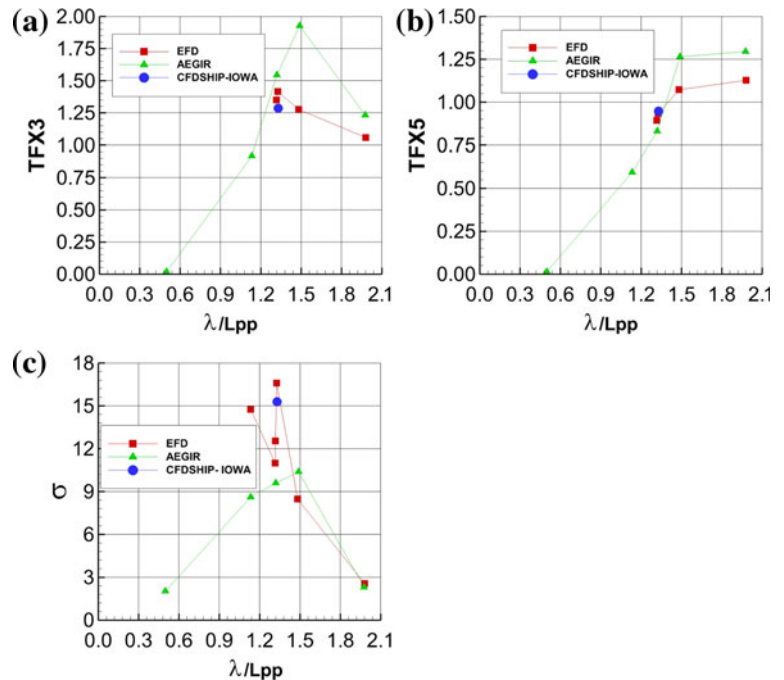 (a)
2.00
1.75
1.50
1.25
1.00
0.75
0.50
0.25
0.00
TFX3
EFD
AEGIR
CFDSHIP-IOWA
0.0 0.3 0.6 0.9 1.2 1.5 1.8 2.1
λ/Lpp
(b)
1.50
1.25
1.00
0.75
0.50
0.25
0.00
TFX5
EFD
AEGIR
CFDSHIP-IOWA
0.0 0.3 0.6 0.9 1.2 1.5 1.8 2.1
λ/Lpp
(c)
18
15
12
9
6
3
0
σ
EFD
AEGIR
CFDSHIP- IOWA
0.0 0.3 0.6 0.9 1.2 1.5 1.8 2.1
λ/Lpp